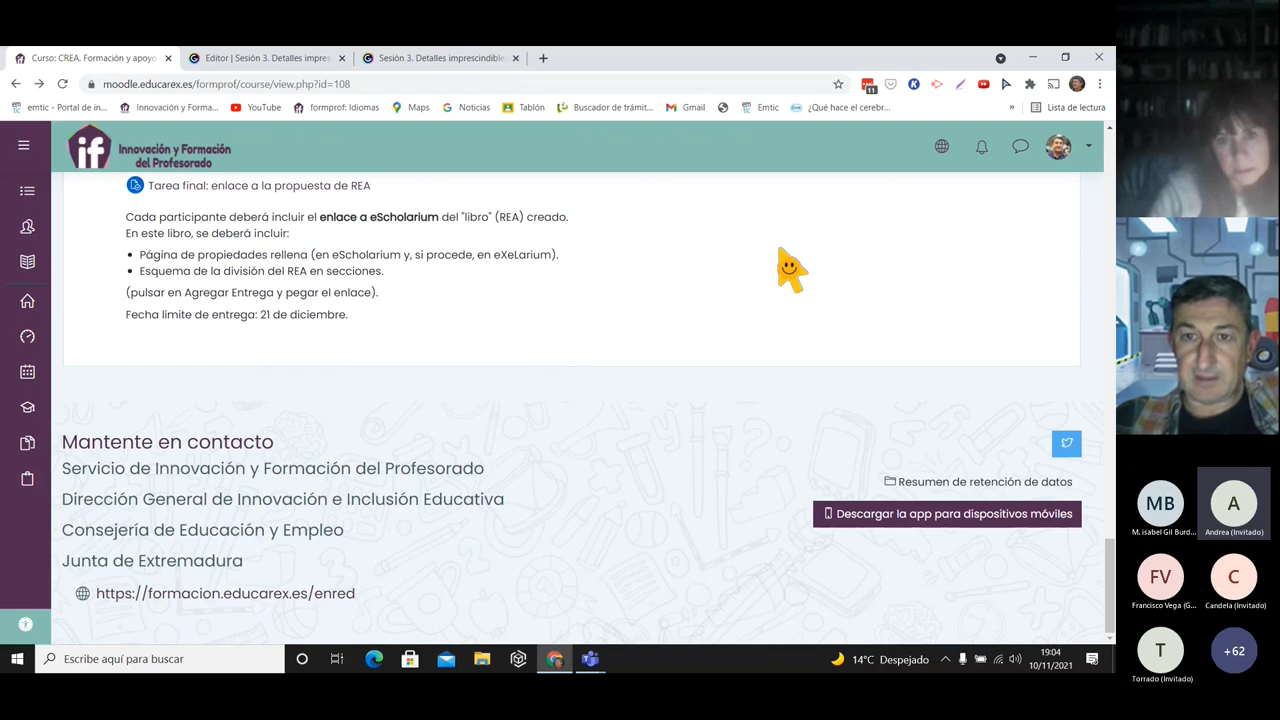 Curso: CREA. Formación y apoyo
Editor | Sesión 3. Detalles impres
Sesión 3. Detalles imprescindible
moodle.educarex.es/formprof/course/view.php?id=108
11
emtic - Portal de in...
Innovación y Forma...
YouTube
formprof: Idiomas
Maps
Noticias
Tablón
Buscador de trámit...
Gmail
Emtic
¿Qué hace el cerebr...
»
Lista de lectura
if Innovación y Formación
del Profesorado
Tarea final: enlace a la propuesta de REA
Cada participante deberá incluir el enlace a eScholarium del "libro" (REA) creado.
En este libro, se deberá incluir:
Página de propiedades rellena (en eScholarium y, si procede, en eXeLarium).
Esquema de la división del REA en secciones.
(pulsar en Agregar Entrega y pegar el enlace).
Fecha límite de entrega: 21 de diciembre.
Mantente en contacto
Servicio de Innovación y Formación del Profesorado
Dirección General de Innovación e Inclusión Educativa
Consejería de Educación y Empleo
Junta de Extremadura
https://formacion.educarex.es/enred
Resumen de retención de datos
Descargar la app para dispositivos móviles
MB
M. isabel Gil Burd...
A
Andrea (Invitado)
FV
Francisco Vega (G...
C
Candela (Invitado)
T
Torrado (Invitado)
+62
Escribe aquí para buscar
14°C Despejado
19:04
10/11/2021